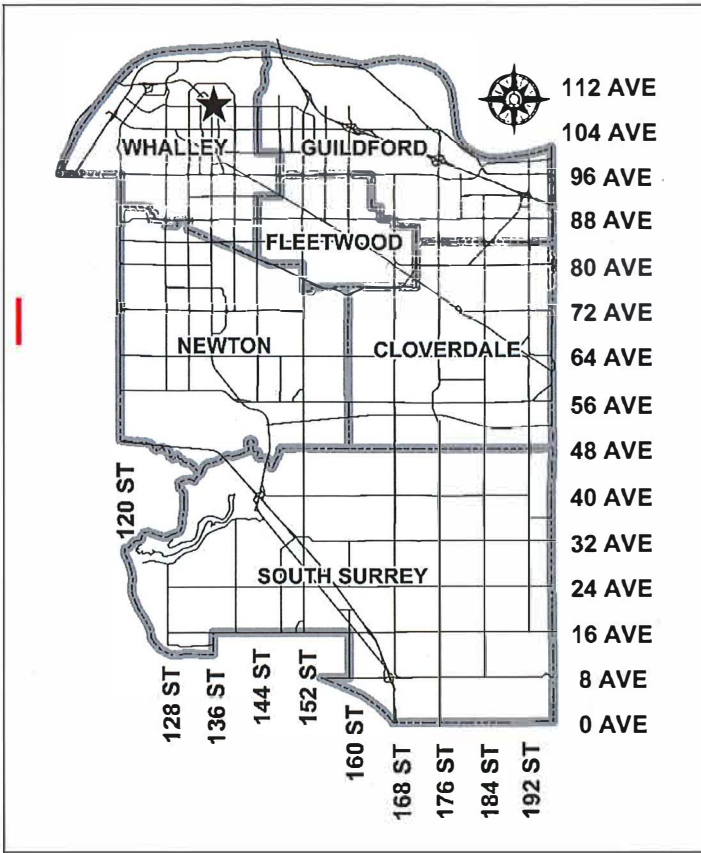 112 AVE
104 AVE
WHALLEY
GUILDFORD
96 AVE
88 AVE
FLEETWOOD
80 AVE
72 AVE
NEWTON
CLOVERDALE
64 AVE
56 AVE
48 AVE
120 ST
40 AVE
32 AVE
SOUTH SURREY
24 AVE
16 AVE
128 ST
136 ST
144 ST
152 ST
8 AVE
160 ST
0 AVE
168 ST
176 ST
184 ST
192 ST